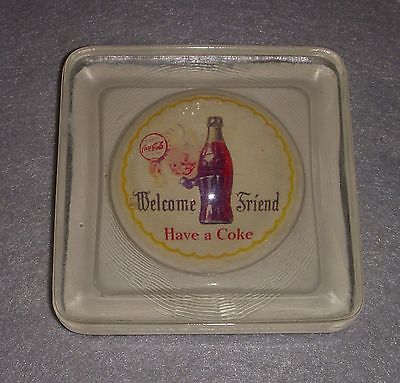 Coca-Cola
Welcome Friend
Have a Coke